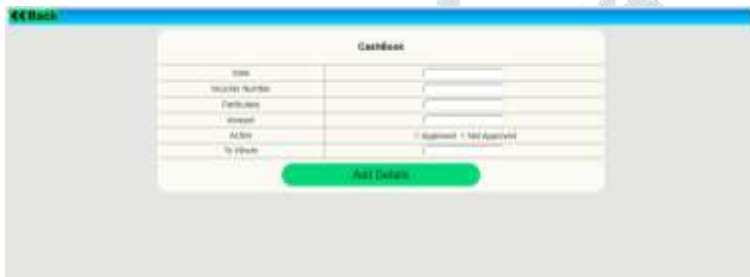 Back
CashBook
Date
Voucher Number
Particulars
Amount
Action Approved Not Approved
To Whom
Add Details